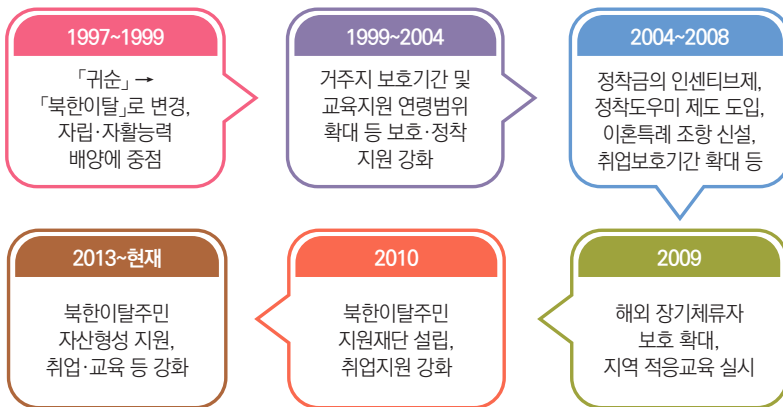 1997~1999
「귀순」 →
「북한이탈」로 변경,
자립·자활능력
배양에 중점
1999~2004
거주지 보호기간 및
교육지원 연령범위
확대 등 보호·정착
지원 강화
2004~2008
정착금의 인센티브제,
정착도우미 제도 도입,
이혼특례 조항 신설,
취업보호기간 확대 등
2009
해외 장기체류자
보호 확대,
지역 적응교육 실시
2010
북한이탈주민
지원재단 설립,
취업지원 강화
2013~현재
북한이탈주민
자산형성 지원,
취업·교육 등 강화